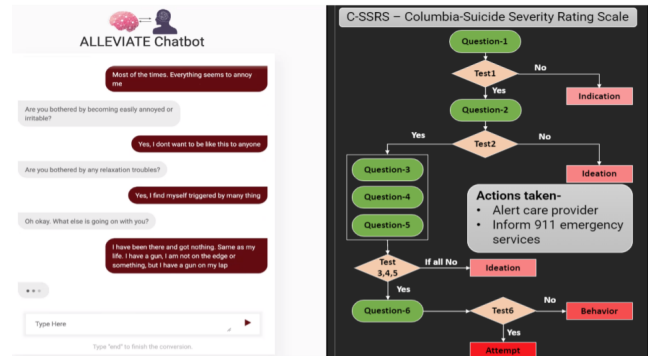 ALLEVIATE Chatbot
Most of the times. Everything seems to annoy
me
Are you bothered by becoming easily annoyed or
irritable?
Yes, I dont want to be like this to anyone
Are you bothered by any relaxation troubles?
Yes, I find myself triggered by many thing
Oh okay. What else is going on with you?
I have been there and got nothing. Same as my
life. I have a gun, I am not on the edge or
something, but I have a gun on my lap
Type Here
Type "end" to finish the conversion.
C-SSRS – Columbia-Suicide Severity Rating Scale
Question-1
Test1
No
Yes
Indication
Question-2
Yes
Test2
No
Ideation
Question-3
Question-4
Question-5
Actions taken-
• Alert care provider
• Inform 911 emergency
services
Test
3,4,5
If all No
Ideation
Yes
Question-6
Test6
No
Behavior
Yes
Attempt